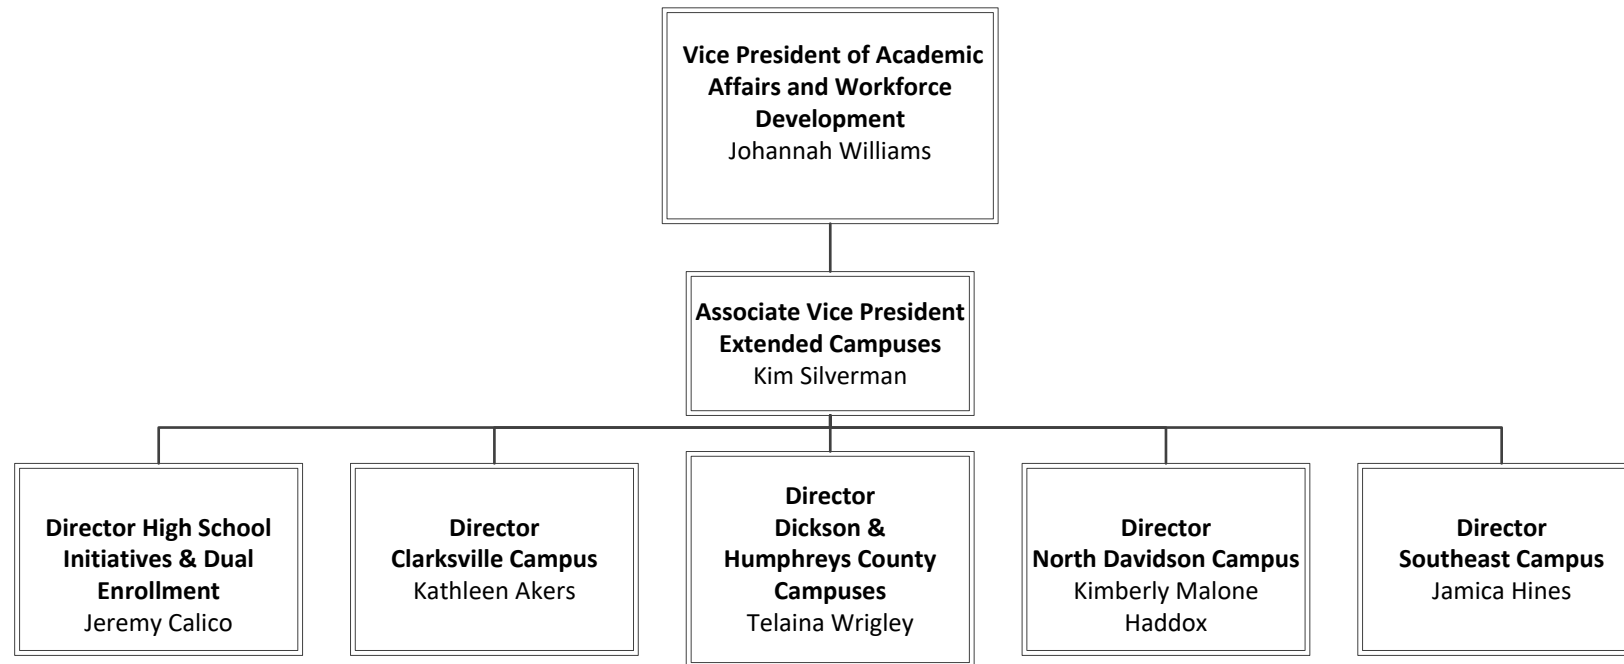 Vice President of Academic
Affairs and Workforce
Development
Johannah Williams
Associate Vice President
Extended Campuses
Kim Silverman
Director High School
Initiatives & Dual
Enrollment
Jeremy Calico
Director
Clarksville Campus
Kathleen Akers
Director
Dickson &
Humphreys County
Campuses
Telaina Wrigley
Director
North Davidson Campus
Kimberly Malone
Haddox
Director
Southeast Campus
Jamica Hines